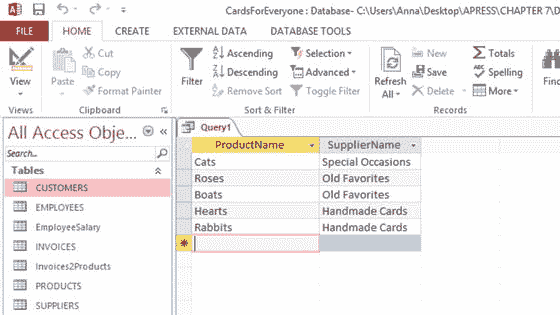 CardsForEveryone : Database- C:\Users\Anna\Desktop\APRESS\CHAPTER 7\D
FILE HOME CREATE EXTERNAL DATA DATABASE TOOLS
View
Views
Paste
Cut
Copy
Format Painter
Clipboard
Filter
Ascending
Descending
Remove Sort
Selection
Advanced
Toggle Filter
Sort & Filter
Refresh All
New
Save
Delete
Totals
Spelling
More
Records
Find
All Access Obje...
Search...
Tables
CUSTOMERS
EMPLOYEES
EmployeeSalary
INVOICES
Invoices2Products
PRODUCTS
SUPPLIERS
Query1
ProductName SupplierName
Cats Special Occasions
Roses Old Favorites
Boats Old Favorites
Hearts Handmade Cards
Rabbits Handmade Cards